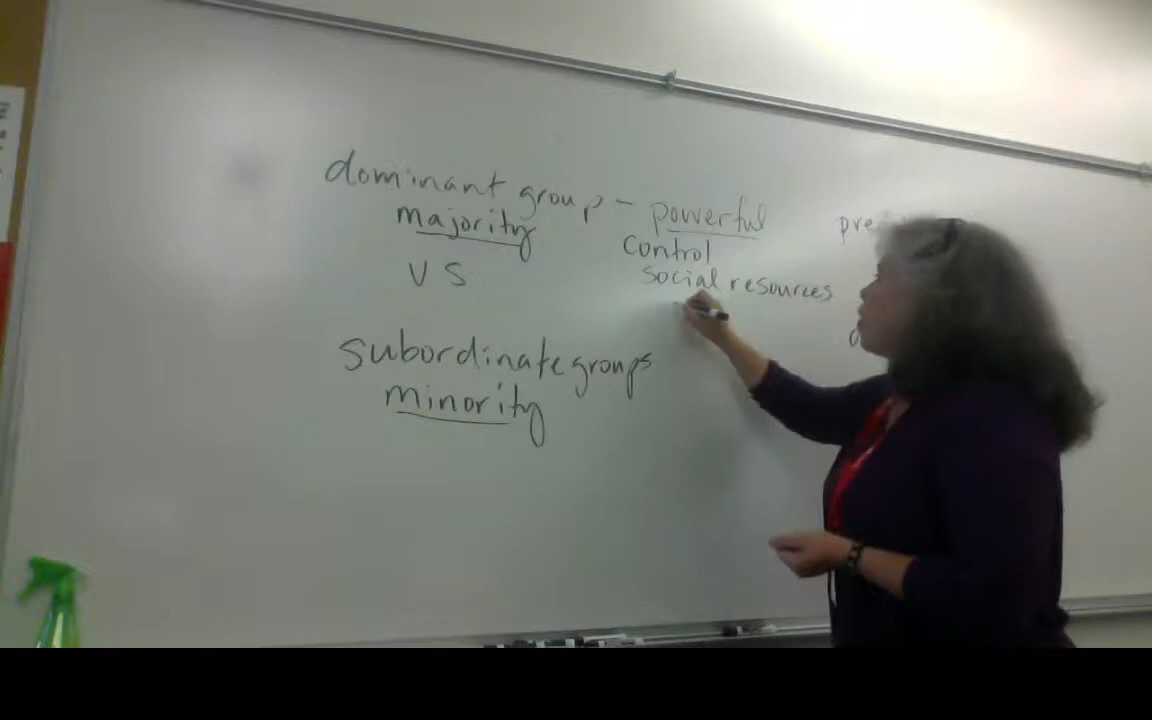 dominant group - powerful
majority
control
vs
social resources
subordinate groups
minority